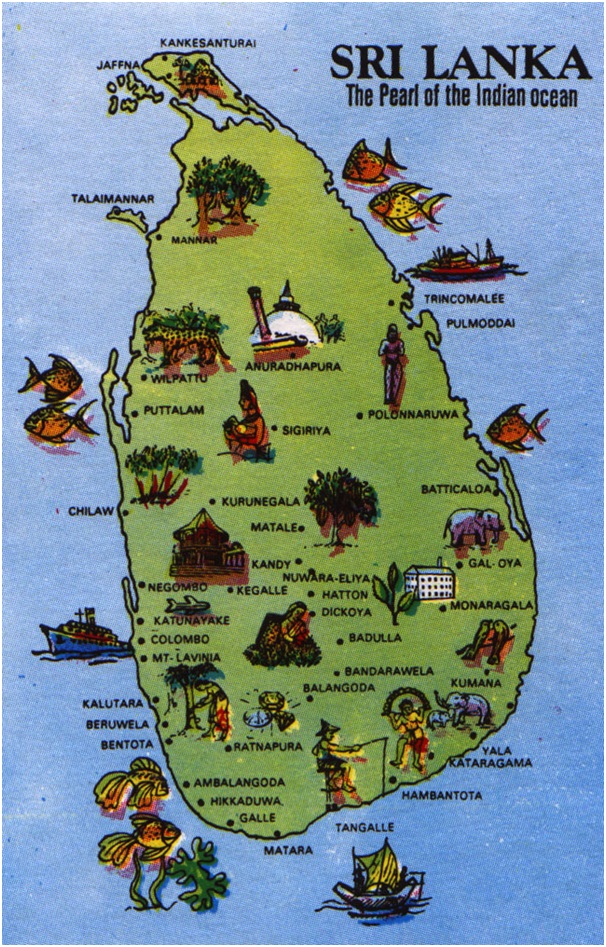 KANKESANTURAI
SRI LANKA
The Pearl of the Indian ocean
JAFFNA
TALAIMANNAR
MANNAR
TRINCOMALEE
PULMODDAI
ANURADHAPURA
WILPATTU
PUTTALAM
POLONNARUWA
SIGIRIYA
BATTICALOA
KURUNEGALA
CHILAW
MATALE
KANDY
GAL-OYA
NUWARA-ELIYA
NEGOMBO
KEGALLE
HATTON
MONARAGALA
DICKOYA
KATUNAYAKE
COLOMBO
BADULLA
MT-LAVINIA
BANDARAWELA
KUMANA
BALANGODA
KALUTARA
BERUWELA
BENTOTA
RATNAPURA
YALA
KATARAGAMA
AMBALANGODA
HAMBANTOTA
HIKKADUWA
GALLE
TANGALLE
MATARA